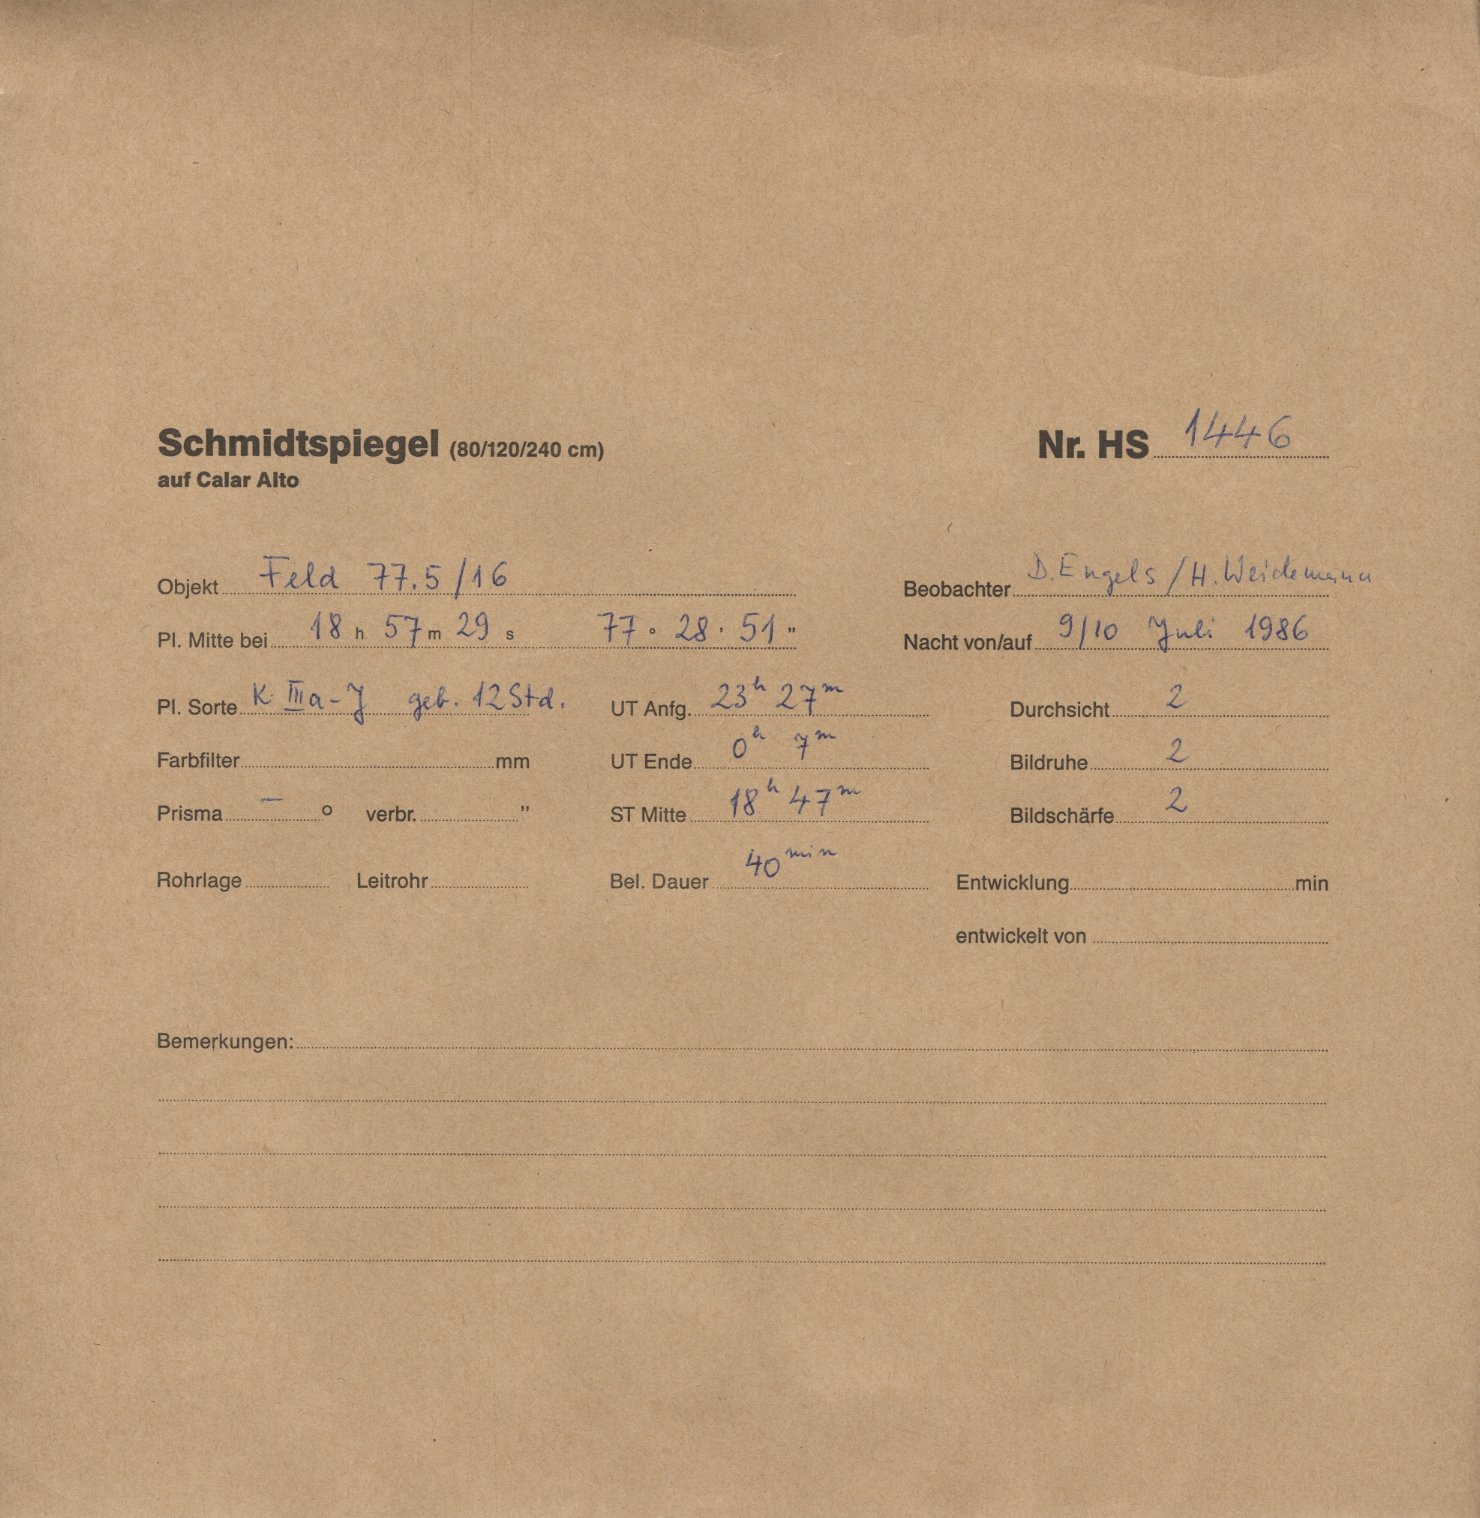 Schmidtspiegel (80/120/240 cm) Nr. HS 1446
auf Calar Alto
Objekt Feld 77.5/16 Beobachter D. Engels / H. Weidemann
Pl. Mitte bei 18 h 57 m 29 s 77 ° 28 ' 51 " Nacht von/auf 9/10 Juli 1986
Pl. Sorte K IIIa-J geb. 12 Std. UT Anfg. 23h 27m Durchsicht 2
Farbfilter mm UT Ende 0h 7m Bildruhe 2
Prisma – ° verbr. " ST Mitte 18h 47m Bildschärfe 2
Rohrlage Leitrohr Bel. Dauer 40 min Entwicklung min
entwickelt von
Bemerkungen: